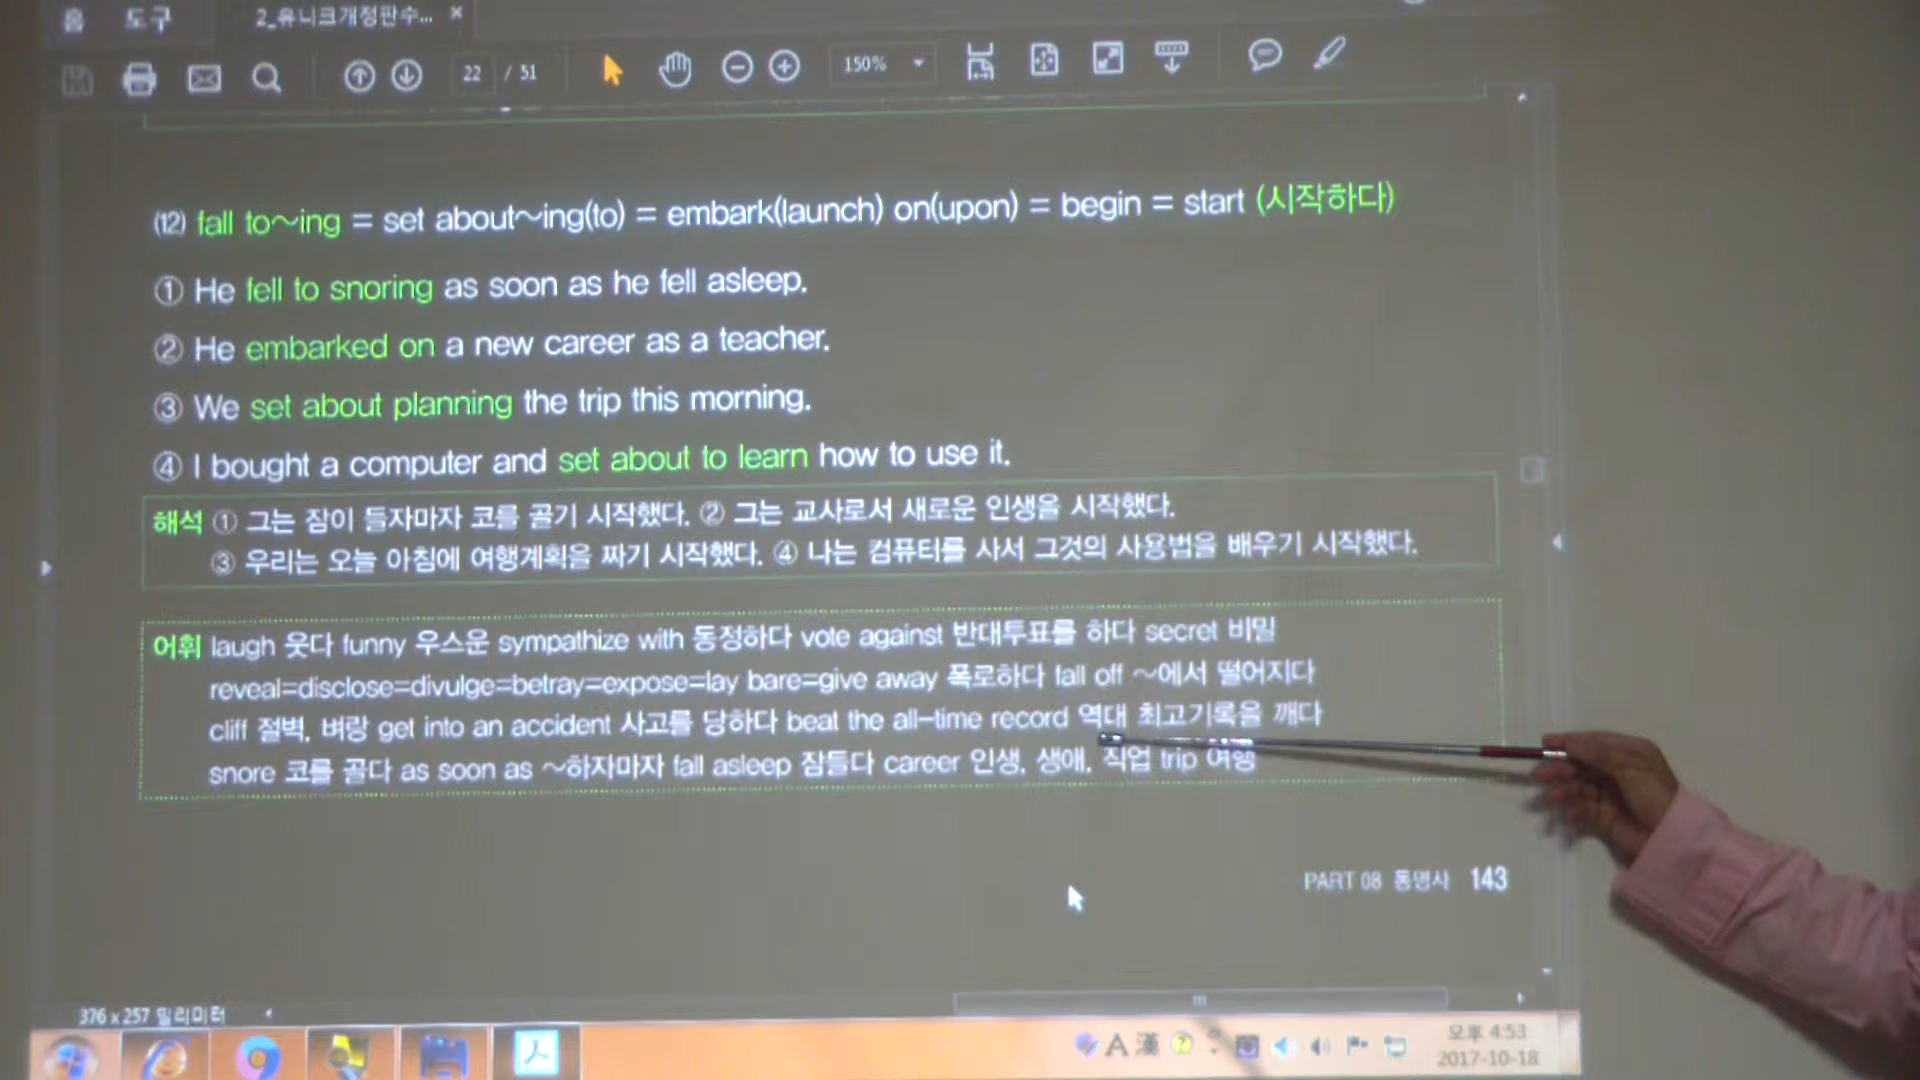 홈 도구 2_유니크개정판수... ×
22 / 51 150%
⑿ fall to~ing = set about~ing(to) = embark(launch) on(upon) = begin = start (시작하다)
① He fell to snoring as soon as he fell asleep.
② He embarked on a new career as a teacher.
③ We set about planning the trip this morning.
④ I bought a computer and set about to learn how to use it.
해석 ① 그는 잠이 들자마자 코를 골기 시작했다. ② 그는 교사로서 새로운 인생을 시작했다.
③ 우리는 오늘 아침에 여행계획을 짜기 시작했다. ④ 나는 컴퓨터를 사서 그것의 사용법을 배우기 시작했다.
어휘 laugh 웃다 funny 우스운 sympathize with 동정하다 vote against 반대투표를 하다 secret 비밀
reveal=disclose=divulge=betray=expose=lay bare=give away 폭로하다 fall off ~에서 떨어지다
cliff 절벽, 벼랑 get into an accident 사고를 당하다 beat the all-time record 역대 최고기록을 깨다
snore 코를 골다 as soon as ~하자마자 fall asleep 잠들다 career 인생, 생애, 직업 trip 여행
PART 08 동명사 143
376 x 257 밀리미터
A 漢 오후 4:53
2017-10-18